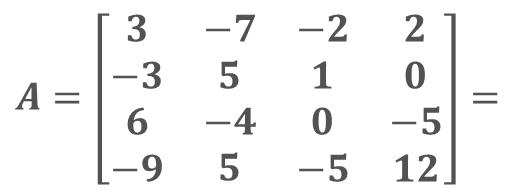 A = [ 3 −7 −2 2
−3 5 1 0
6 −4 0 −5
−9 5 −5 12 ] =